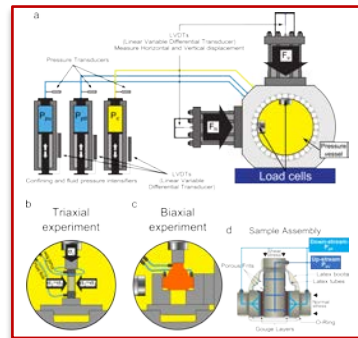 a
LVDTs
(Linear Variable Differential Transducer)
Measure Horizontal and Vertical displacement
Pressure Transducers
Pressure
vessel
LVDTs
(Linear Variable
Differential Transducer)
Confining and fluid pressure intensifiers
Load cells
b
Triaxial
experiment
c
Biaxial
experiment
d
Sample Assembly
Down-stream
Up-stream
Porous Frits
Latex boots
Latex tubes
O-Ring
Gouge Layers